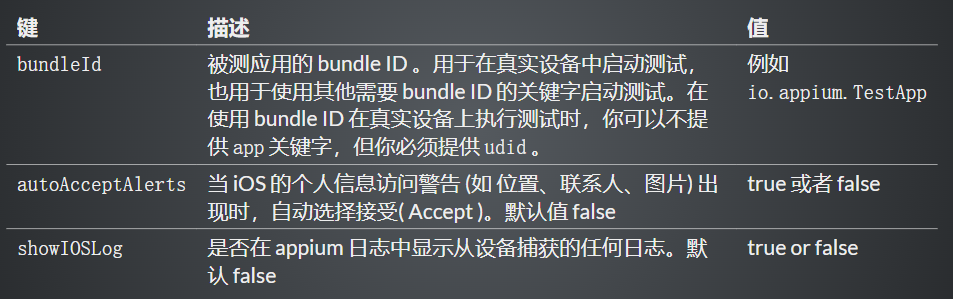 键 描述 值
bundleId 被测应用的 bundle ID 。用于在真实设备中启动测试， 例如
也用于使用其他需要 bundle ID 的关键字启动测试。在 io.appium.TestApp
使用 bundle ID 在真实设备上执行测试时，你可以不提
供 app 关键字，但你必须提供 udid 。
autoAcceptAlerts 当 iOS 的个人信息访问警告 (如 位置、联系人、图片) 出 true 或者 false
现时，自动选择接受( Accept )。默认值 false
showIOSLog 是否在 appium 日志中显示从设备捕获的任何日志。默 true or false
认 false